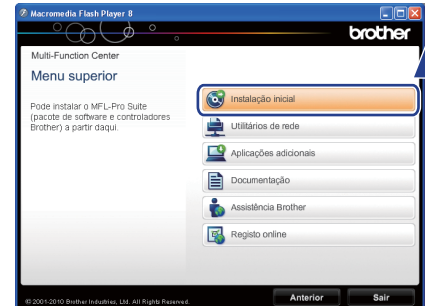 Macromedia Flash Player 8
brother
Multi-Function Center
Menu superior
Pode instalar o MFL-Pro Suite
(pacote de software e controladores
Brother) a partir daqui.
Instalação inicial
Utilitários de rede
Aplicações adicionais
Documentação
Assistência Brother
Registo online
© 2001-2010 Brother Industries, Ltd. All Rights Reserved.
Anterior
Sair